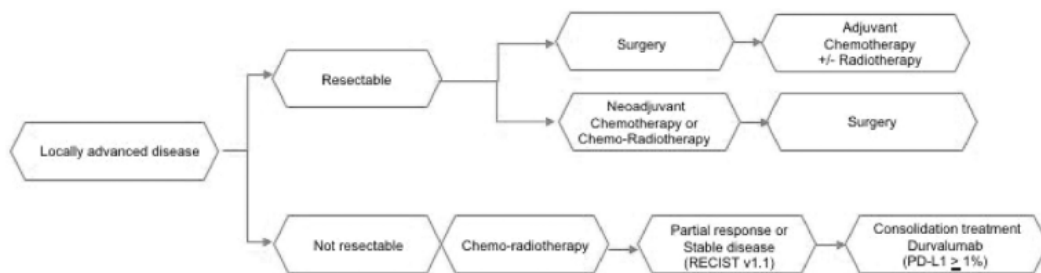 Surgery
Adjuvant
Chemotherapy
+/- Radiotherapy
Resectable
Neoadjuvant
Chemotherapy or
Chemo-Radiotherapy
Surgery
Locally advanced disease
Not resectable
Chemo-radiotherapy
Partial response or
Stable disease
(RECIST v1.1)
Consolidation treatment
Durvalumab
(PD-L1 ≥ 1%)